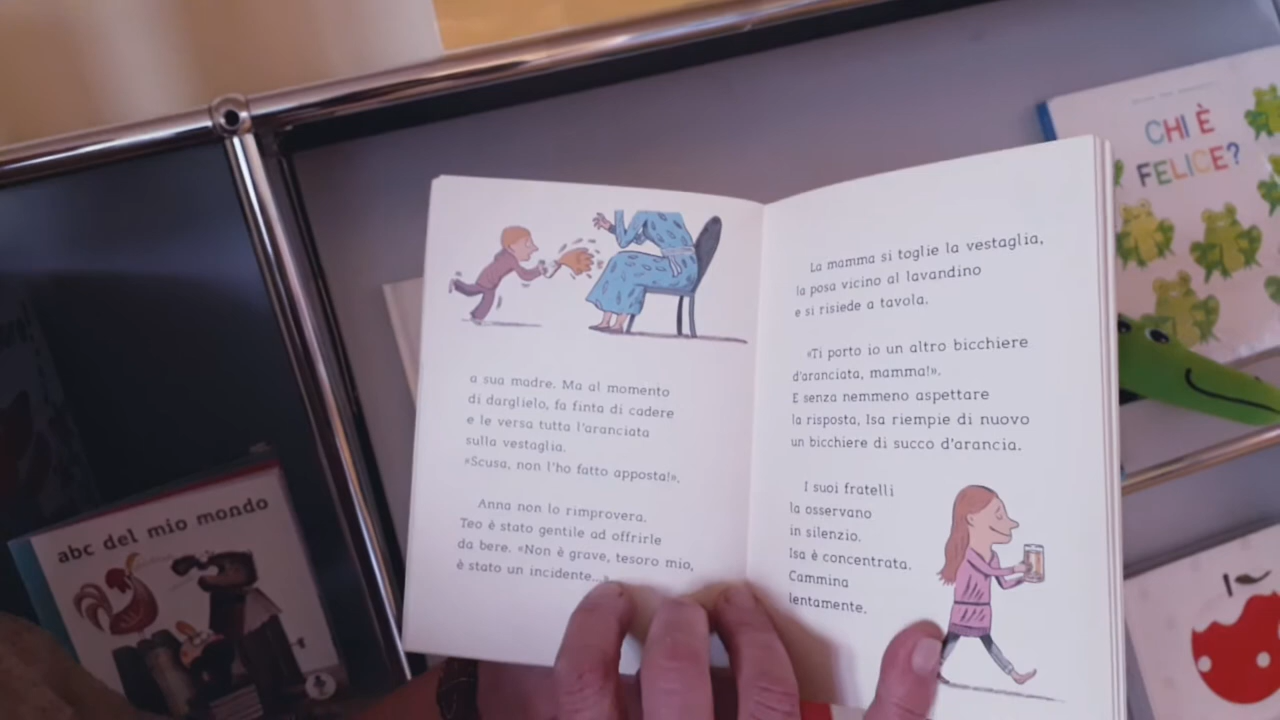 a sua madre. Ma al momento
di darglielo, fa finta di cadere
e le versa tutta l'aranciata
sulla vestaglia.
«Scusa, non l'ho fatto apposta!».
Anna non lo rimprovera.
Teo è stato gentile ad offrirle
da bere. «Non è grave, tesoro mio,
è stato un incidente...»
La mamma si toglie la vestaglia,
la posa vicino al lavandino
e si risiede a tavola.
«Ti porto io un altro bicchiere
d'aranciata, mamma!».
E senza nemmeno aspettare
la risposta, Isa riempie di nuovo
un bicchiere di succo d'arancia.
I suoi fratelli
la osservano
in silenzio.
Isa è concentrata.
Cammina
lentamente.
CHI È
FELICE?
abc del mio mondo